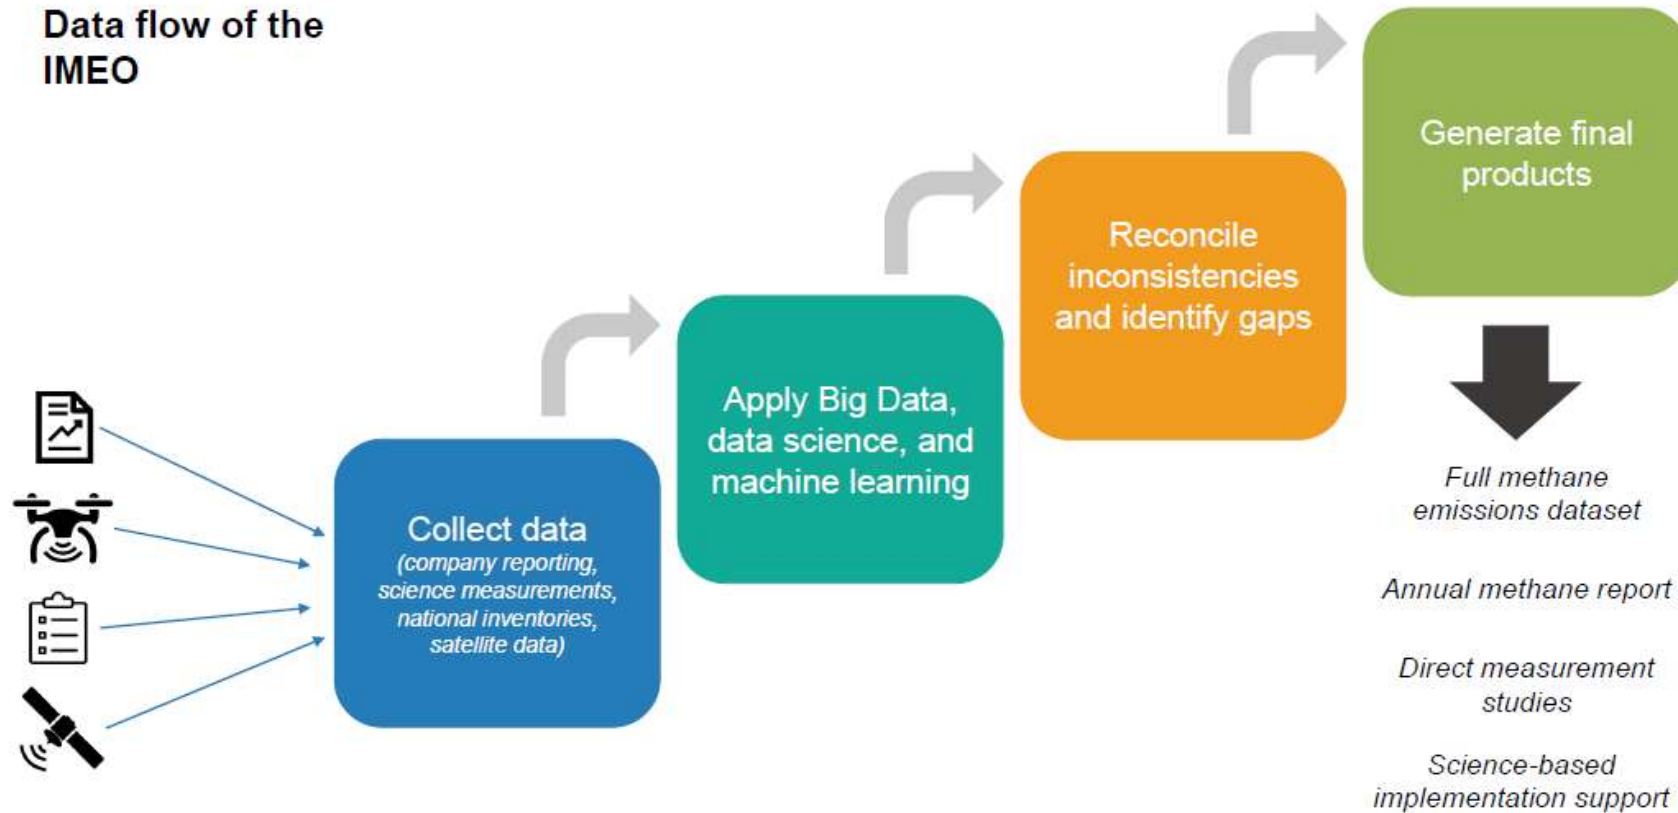 Data flow of the
IMEO
Collect data
(company reporting,
science measurements,
national inventories,
satellite data)
Apply Big Data,
data science, and
machine learning
Reconcile
inconsistencies
and identify gaps
Generate final
products
Full methane
emissions dataset
Annual methane report
Direct measurement
studies
Science-based
implementation support